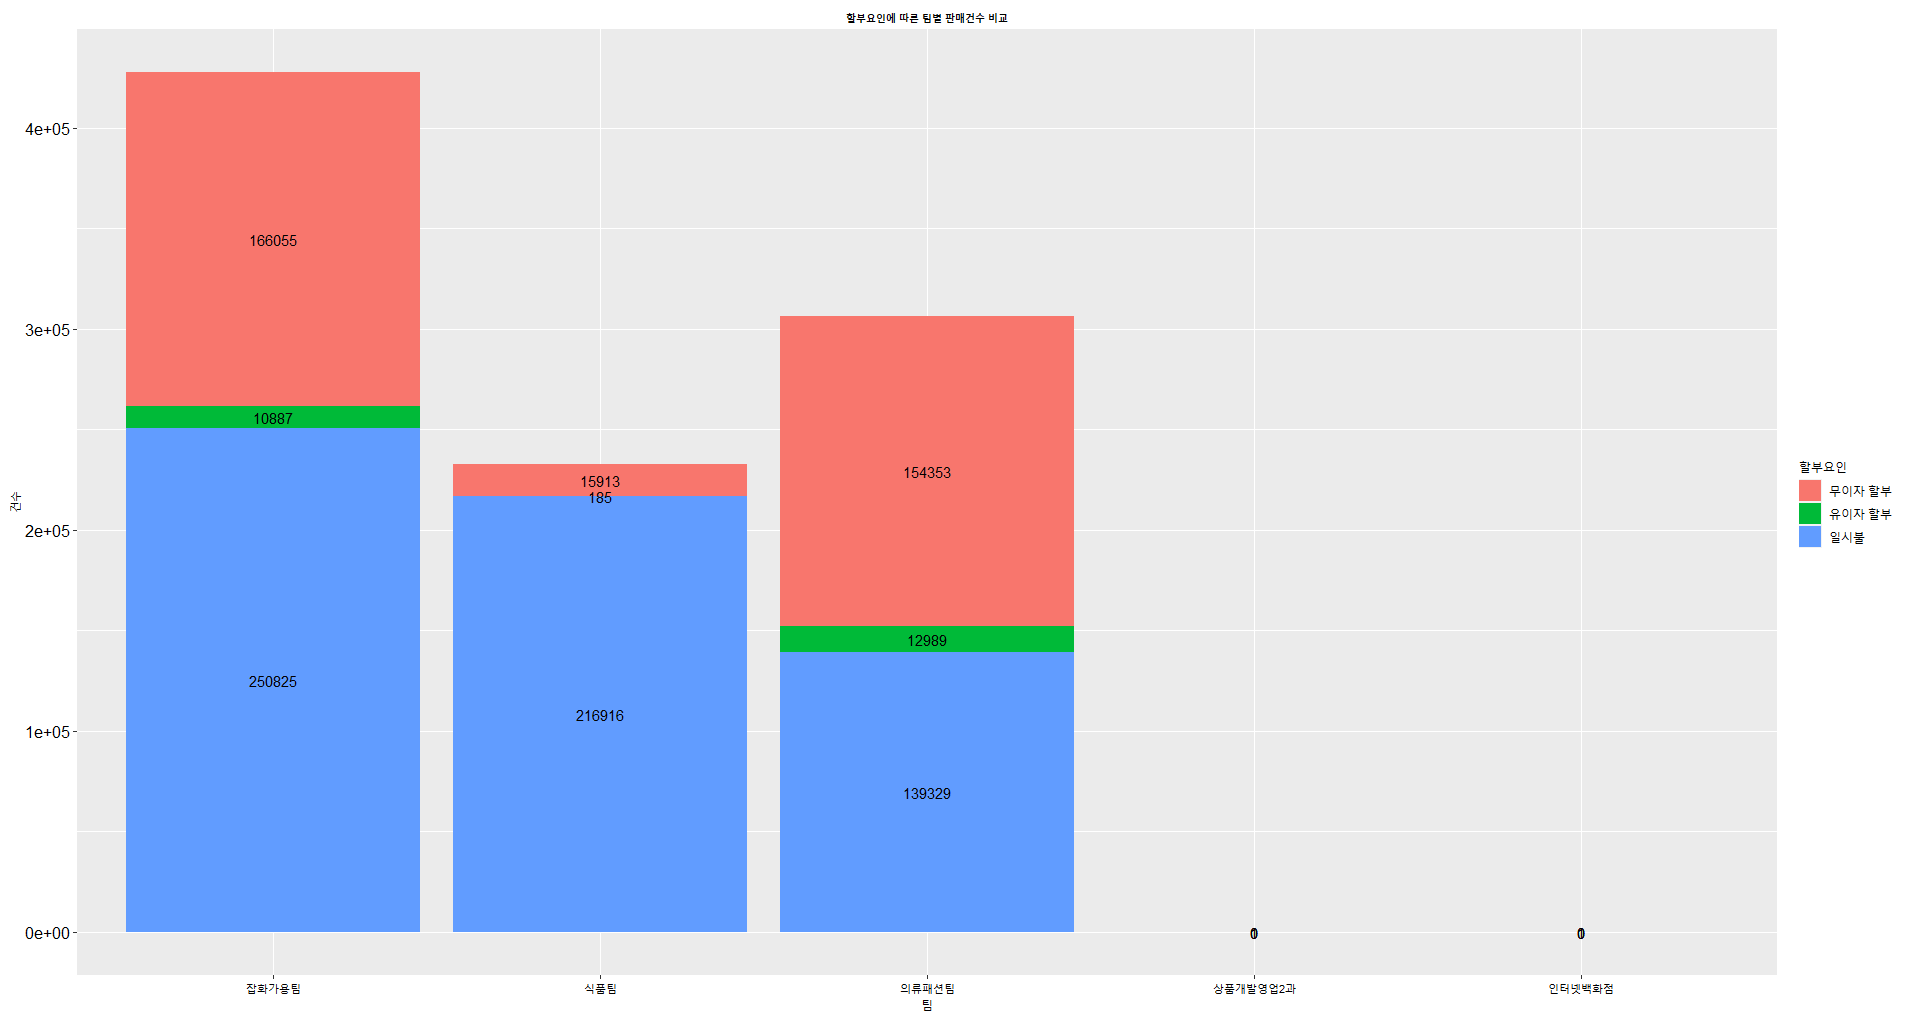 할부요인에 따른 팀별 판매건수 비교
4e+05
3e+05
2e+05
1e+05
0e+00
건수
166055
10887
250825
15913
185
216916
154353
12989
139329
잡화가용팀
식품팀
의류패션팀
상품개발영업2과
인터넷백화점
팀
할부요인
무이자 할부
유이자 할부
일시불